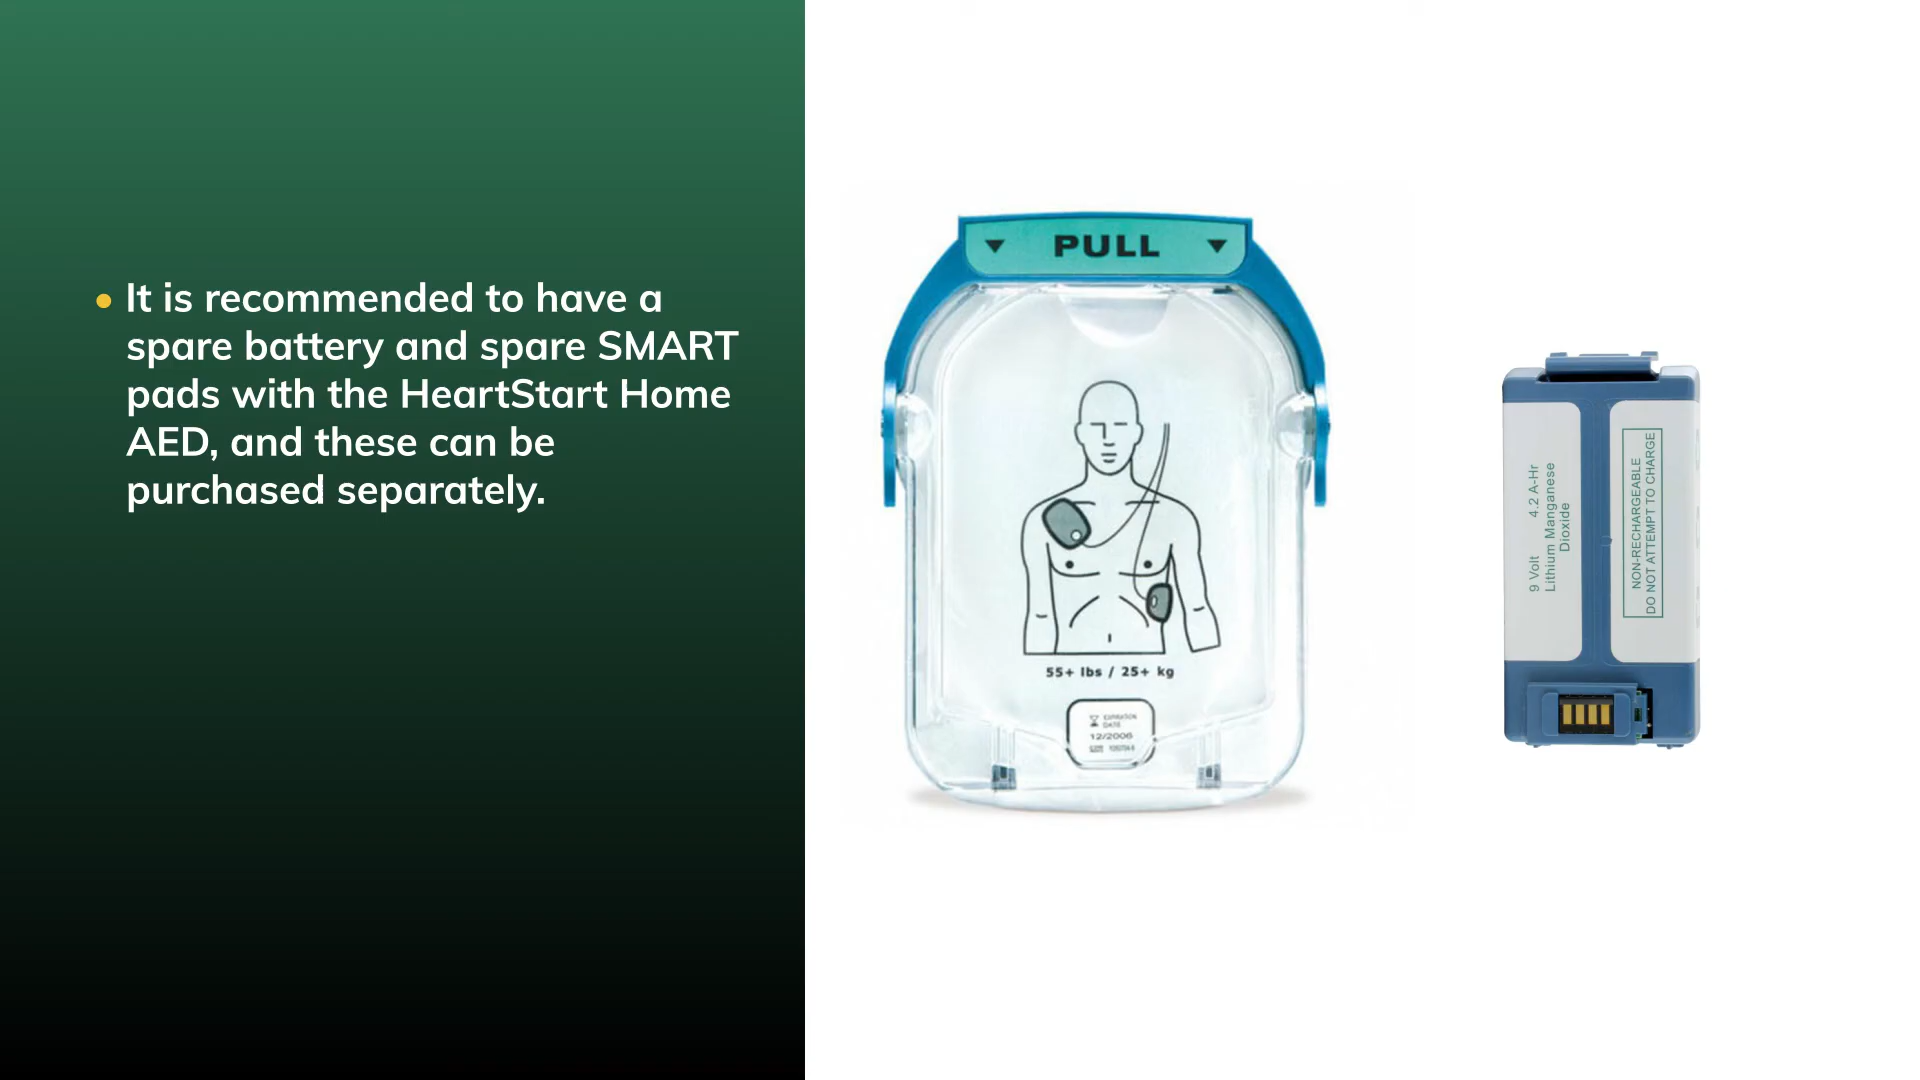 • It is recommended to have a
spare battery and spare SMART
pads with the HeartStart Home
AED, and these can be
purchased separately.
PULL
55+ lbs / 25+ kg
EXPIRATION
DATE
12/2006
9 Volt 4.2 A-Hr
Lithium Manganese
Dioxide
NON-RECHARGEABLE
DO NOT ATTEMPT TO CHARGE